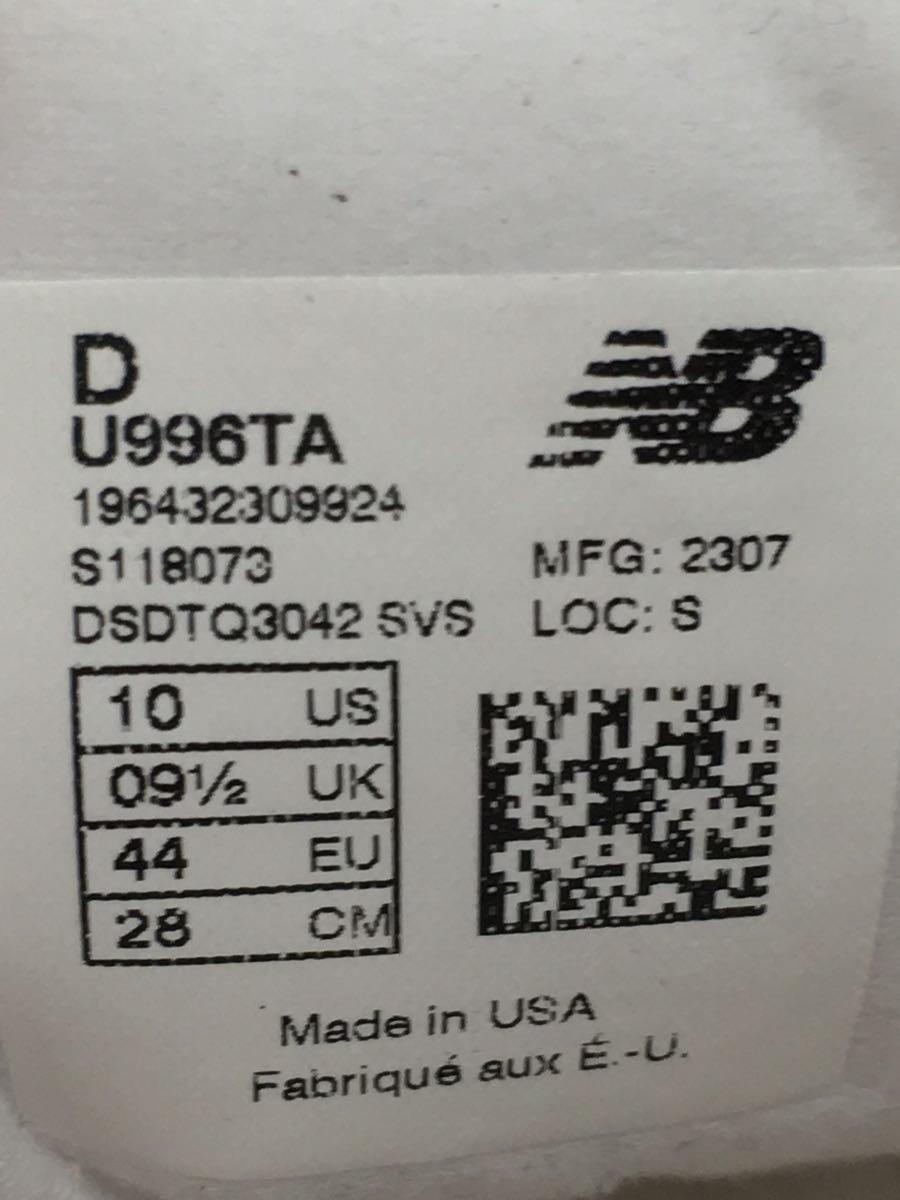 D
U996TA
196432309924
S118073
DSDTQ3042 SVS
NB
MFG: 2307
LOC: S
10 US
09½ UK
44 EU
28 CM
Made in USA
Fabriqué aux É.-U.